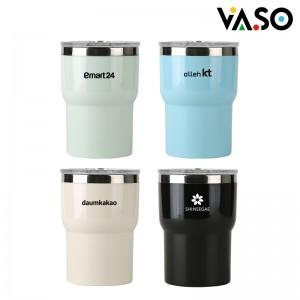 VASO
emart24
olleh kt
daumkakao
SHINSEGAE